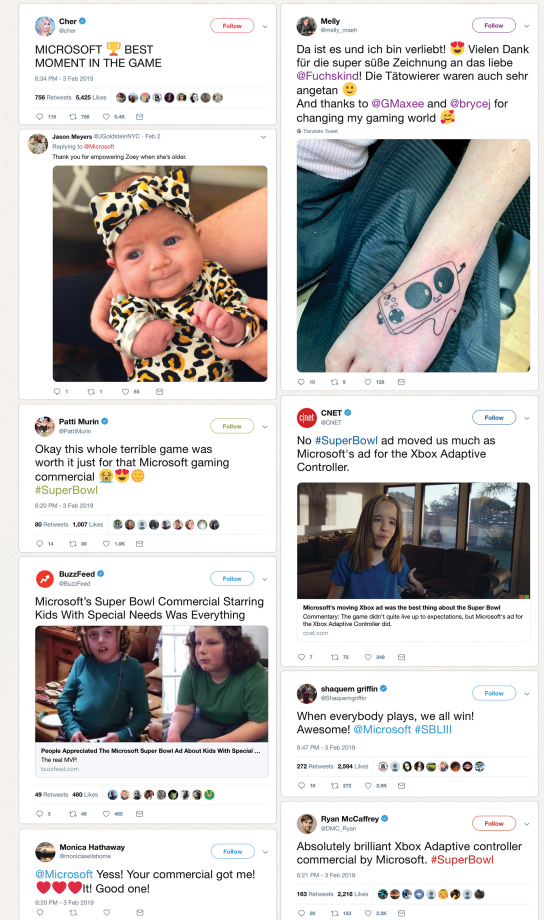 Cher
@cher
Follow
MICROSOFT 🏆 BEST
MOMENT IN THE GAME
6:34 PM - 3 Feb 2019
756 Retweets 5,425 Likes
116 756 5.4K
Jason Meyers @JGoldsteinNYC · Feb 2
Replying to @Microsoft
Thank you for empowering Zoey when she's older.
1 1 56
Patti Murin
@PattiMurin
Follow
Okay this whole terrible game was
worth it just for that Microsoft gaming
commercial 😭😍🌼
#SuperBowl
6:20 PM - 3 Feb 2019
80 Retweets 1,007 Likes
14 80 1.0K
BuzzFeed
@BuzzFeed
Follow
Microsoft's Super Bowl Commercial Starring
Kids With Special Needs Was Everything
People Appreciated The Microsoft Super Bowl Ad About Kids With Special ...
The real MVP.
buzzfeed.com
49 Retweets 460 Likes
3 49 460
Monica Hathaway
@monicasellshome
Follow
@Microsoft Yess! Your commercial got me!
❤❤❤It! Good one!
6:20 PM - 3 Feb 2019
Melly
@melly_maeh
Follow
Da ist es und ich bin verliebt! 😍 Vielen Dank
für die super süße Zeichnung an das liebe
@Fuchskind! Die Tätowierer waren auch sehr
angetan 🙂
And thanks to @GMaxee and @brycej for
changing my gaming world 🥰
Translate Tweet
10 9 128
CNET
@CNET
Follow
c|net
No #SuperBowl ad moved us much as
Microsoft's ad for the Xbox Adaptive
Controller.
Microsoft's moving Xbox ad was the best thing about the Super Bowl
Commentary: The game didn't quite live up to expectations, but Microsoft's ad for
the Xbox Adaptive Controller did.
cnet.com
7 75 249
shaquem griffin
@Shaquemgriffin
Follow
When everybody plays, we all win!
Awesome! @Microsoft #SBLIII
8:47 PM - 3 Feb 2019
272 Retweets 2,594 Likes
18 272 2.6K
Ryan McCaffrey
@DMC_Ryan
Follow
Absolutely brilliant Xbox Adaptive controller
commercial by Microsoft. #SuperBowl
6:21 PM - 3 Feb 2019
163 Retweets 2,216 Likes
28 163 2.2K